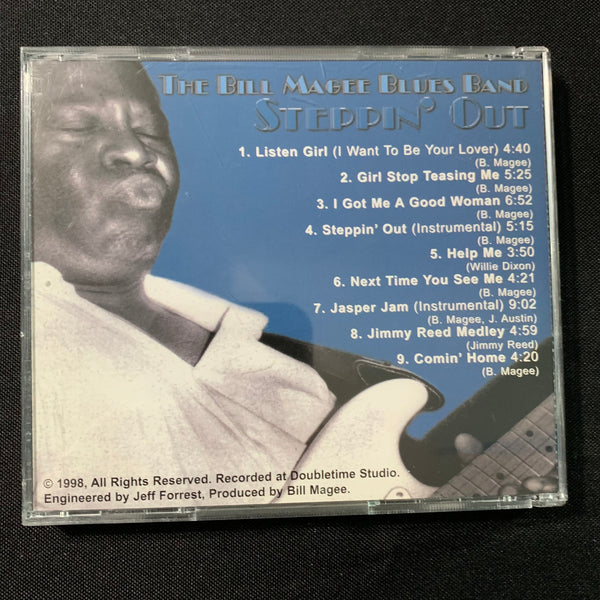 The Bill Magee Blues Band
Steppin' Out
1. Listen Girl (I Want To Be Your Lover) 4:40
(B. Magee)
2. Girl Stop Teasing Me 5:25
(B. Magee)
3. I Got Me A Good Woman 6:52
(B. Magee)
4. Steppin' Out (Instrumental) 5:15
(B. Magee)
5. Help Me 3:50
(Willie Dixon)
6. Next Time You See Me 4:21
(B. Magee)
7. Jasper Jam (Instrumental) 9:02
(B. Magee, J. Austin)
8. Jimmy Reed Medley 4:59
(Jimmy Reed)
9. Comin' Home 4:20
(B. Magee)
© 1998, All Rights Reserved. Recorded at Doubletime Studio.
Engineered by Jeff Forrest, Produced by Bill Magee.